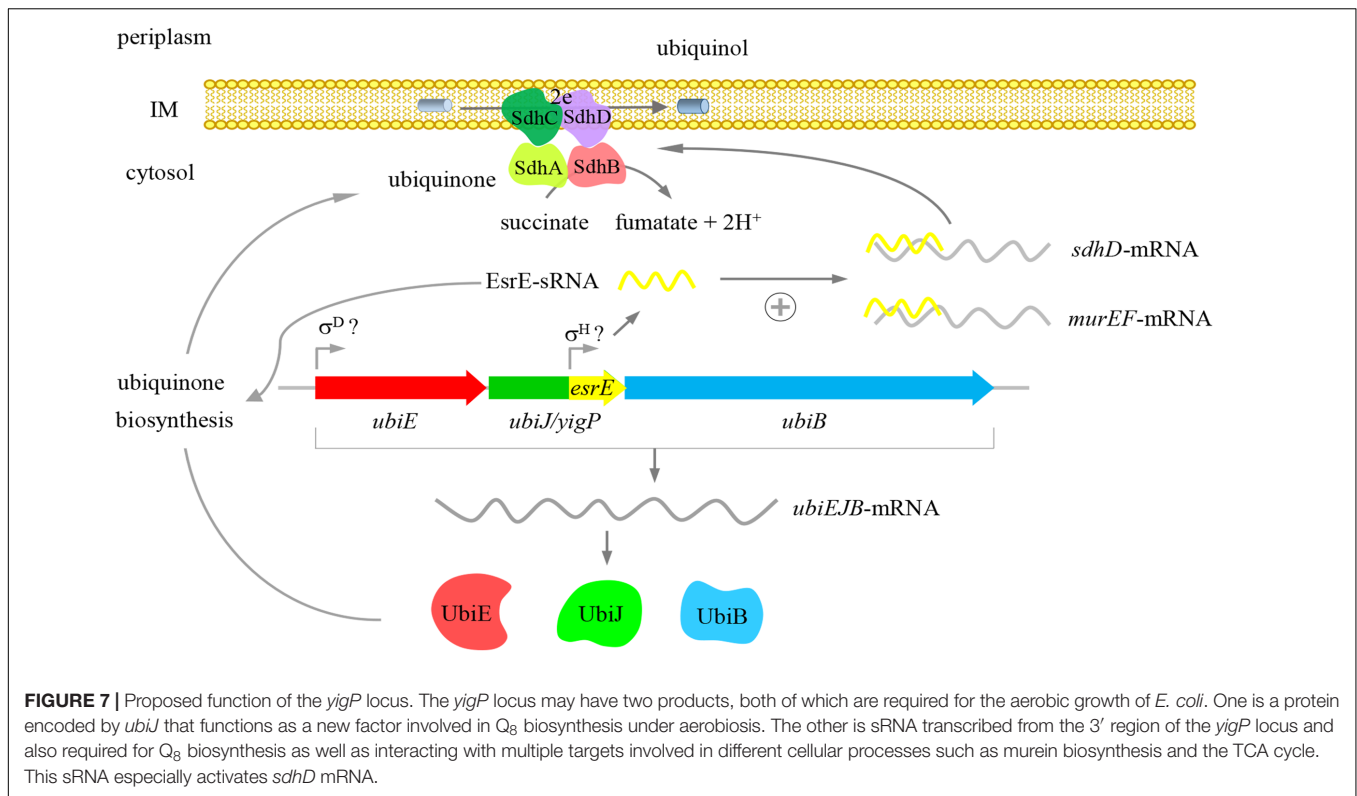 periplasm
ubiquinol
IM
2e
SdhC SdhD
cytosol
SdhA SdhB
ubiquinone
succinate fumatate + 2H⁺
sdhD-mRNA
EsrE-sRNA
+
murEF-mRNA
σᴰ ? σᴴ ?
ubiquinone
biosynthesis
esrE
ubiE ubiJ/yigP ubiB
ubiEJB-mRNA
UbiE UbiJ UbiB
FIGURE 7 | Proposed function of the yigP locus. The yigP locus may have two products, both of which are required for the aerobic growth of E. coli. One is a protein
encoded by ubiJ that functions as a new factor involved in Q₈ biosynthesis under aerobiosis. The other is sRNA transcribed from the 3′ region of the yigP locus and
also required for Q₈ biosynthesis as well as interacting with multiple targets involved in different cellular processes such as murein biosynthesis and the TCA cycle.
This sRNA especially activates sdhD mRNA.